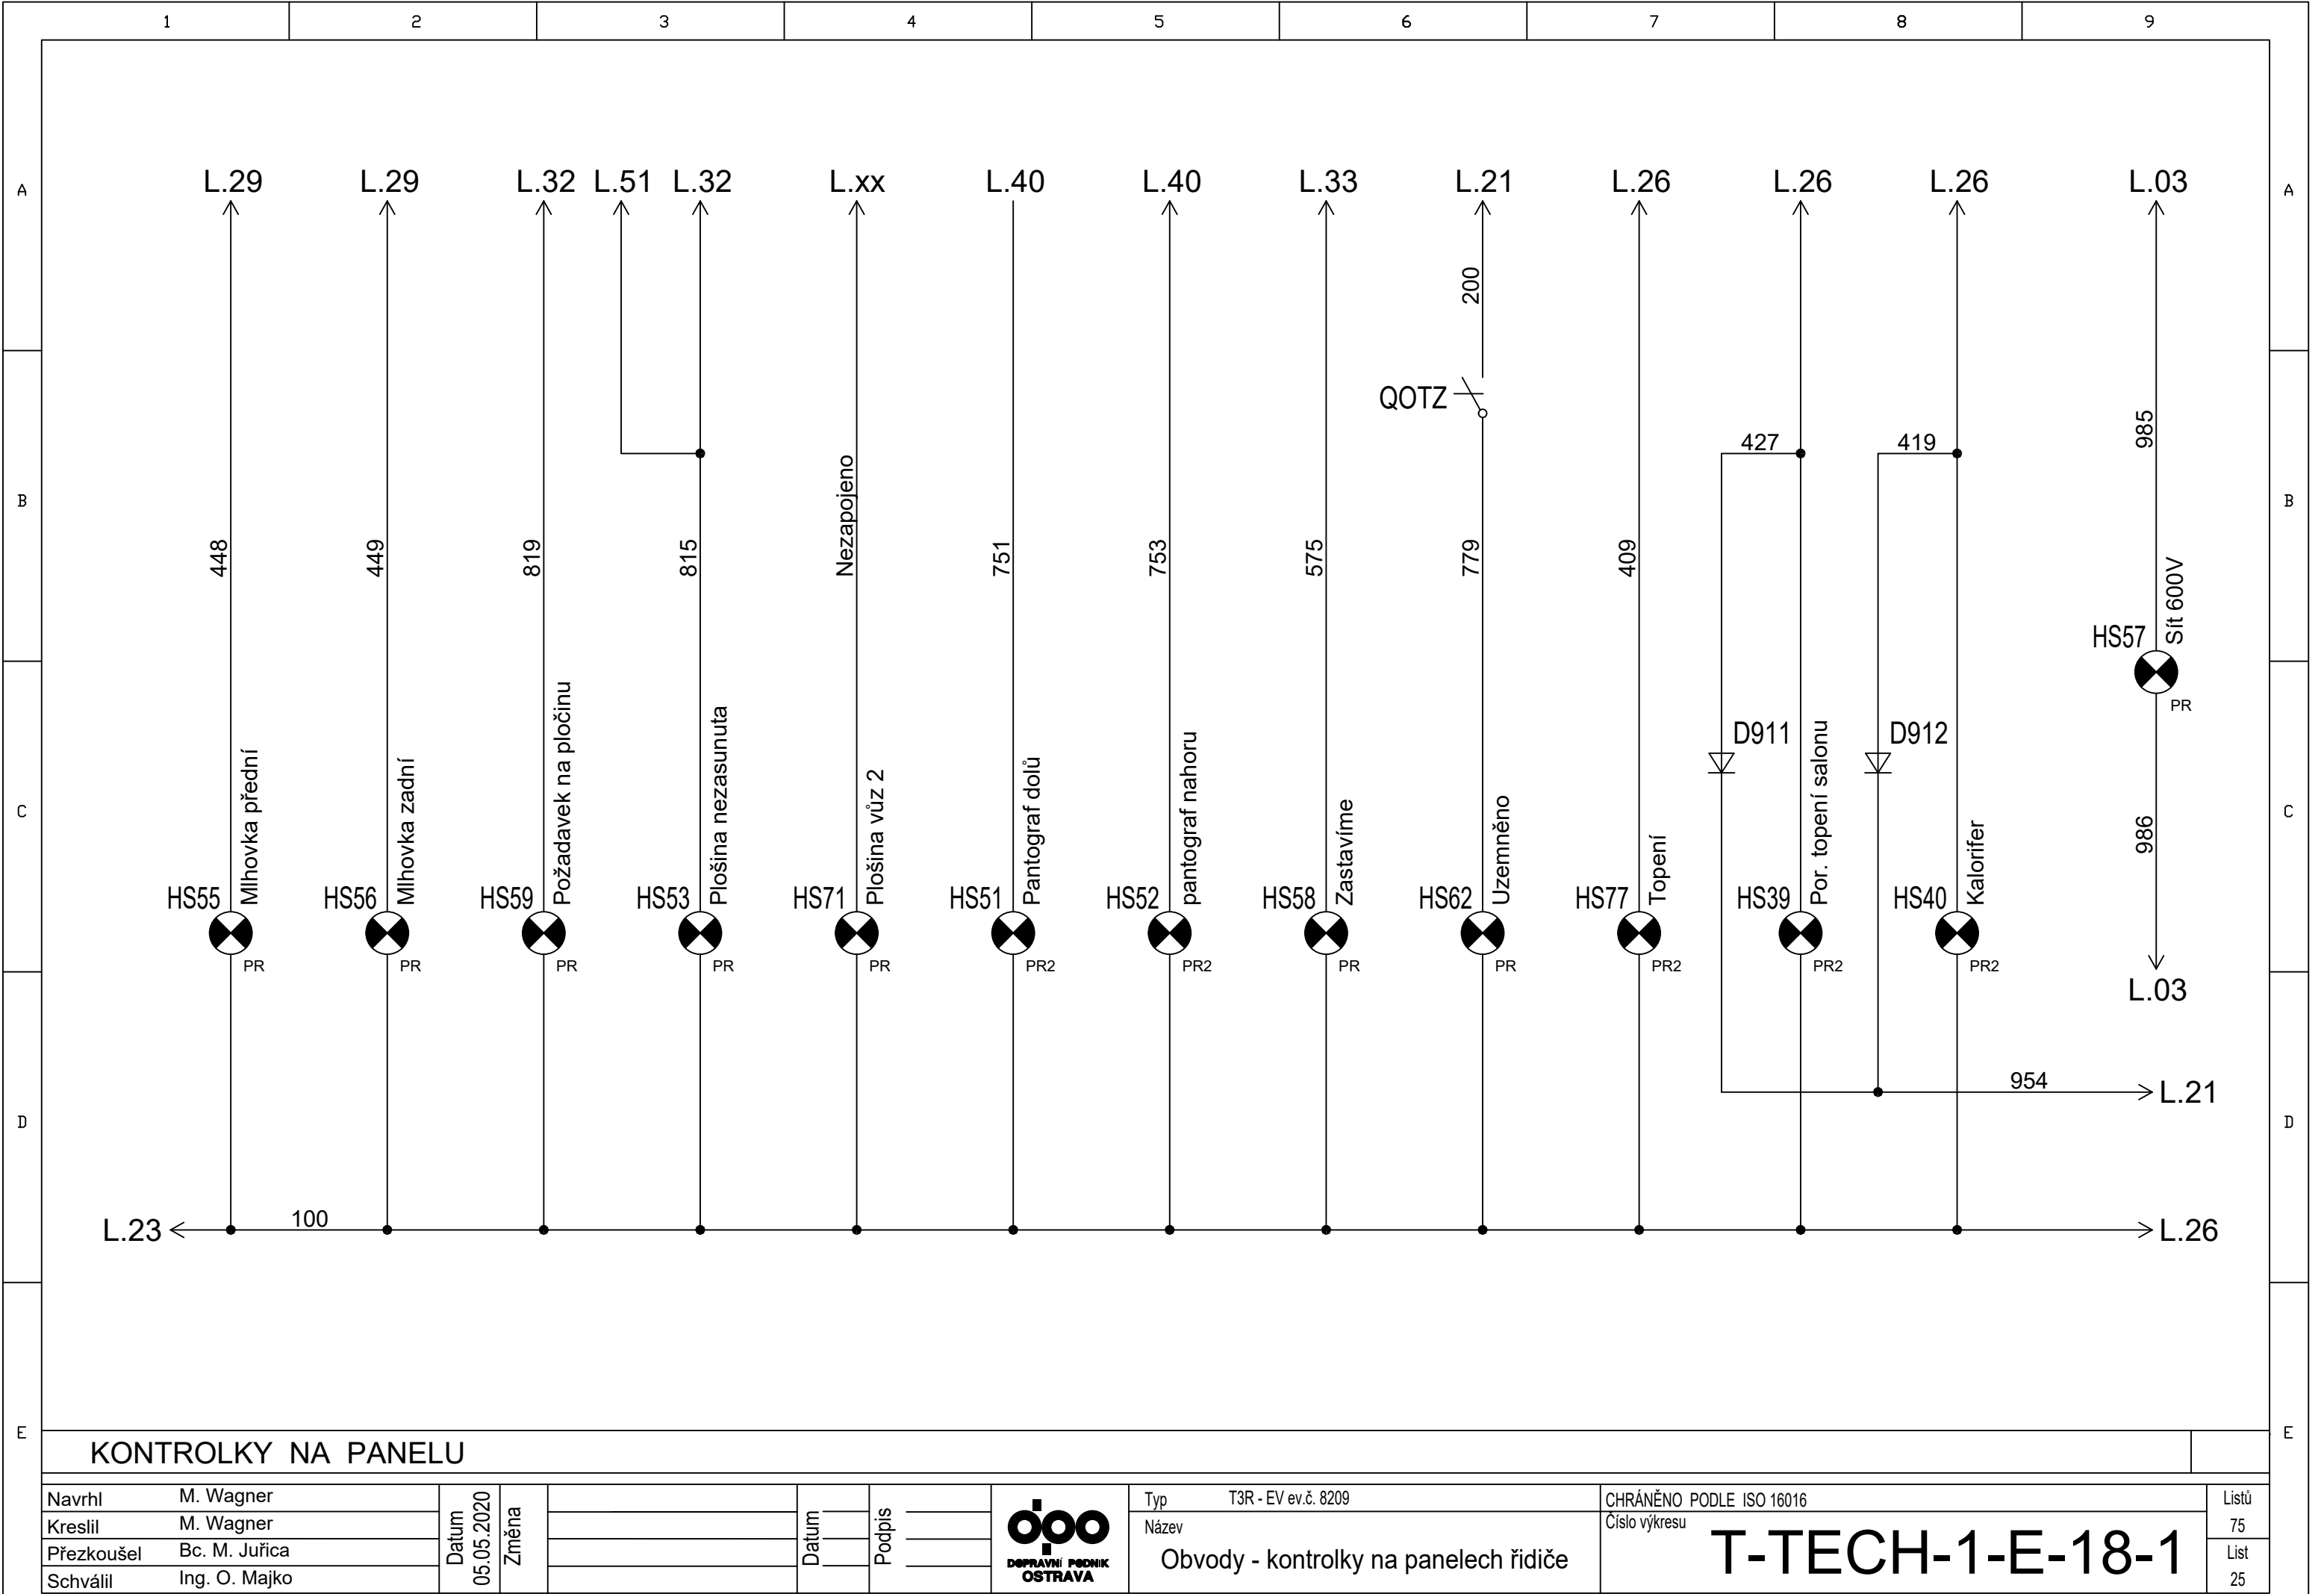 1 2 3 4 5 6 7 8 9
A A
L.29 L.29 L.32 L.51 L.32 L.xx L.40 L.40 L.33 L.21 L.26 L.26 L.26 L.03
200
QOTZ
B B
427 419
985
448 449 819 815 Nezapojeno 751 753 575 779 409
HS57 Sít 600V
PR
C C
D911 D912
986
HS55 Mlhovka přední
PR
HS56 Mlhovka zadní
PR
HS59 Požadavek na pločinu
PR
HS53 Plošina nezasunuta
PR
HS71 Plošina vůz 2
PR
HS51 Pantograf dolů
PR2
HS52 pantograf nahoru
PR2
HS58 Zastavíme
PR
HS62 Uzemněno
PR
HS77 Topení
PR2
HS39 Por. topení salonu
PR2
HS40 Kalorifer
PR2
L.03
954 L.21
D D
L.23 100 L.26
E E
KONTROLKY NA PANELU
Navrhl M. Wagner
Kreslil M. Wagner
Přezkoušel Bc. M. Juřica
Schválil Ing. O. Majko
Datum 05.05.2020
Změna
Datum
Podpis
dpo
DOPRAVNÍ PODNIK
OSTRAVA
Typ T3R - EV ev.č. 8209
Název
Obvody - kontrolky na panelech řidiče
CHRÁNĚNO PODLE ISO 16016
Číslo výkresu
T-TECH-1-E-18-1
Listů
75
List
25